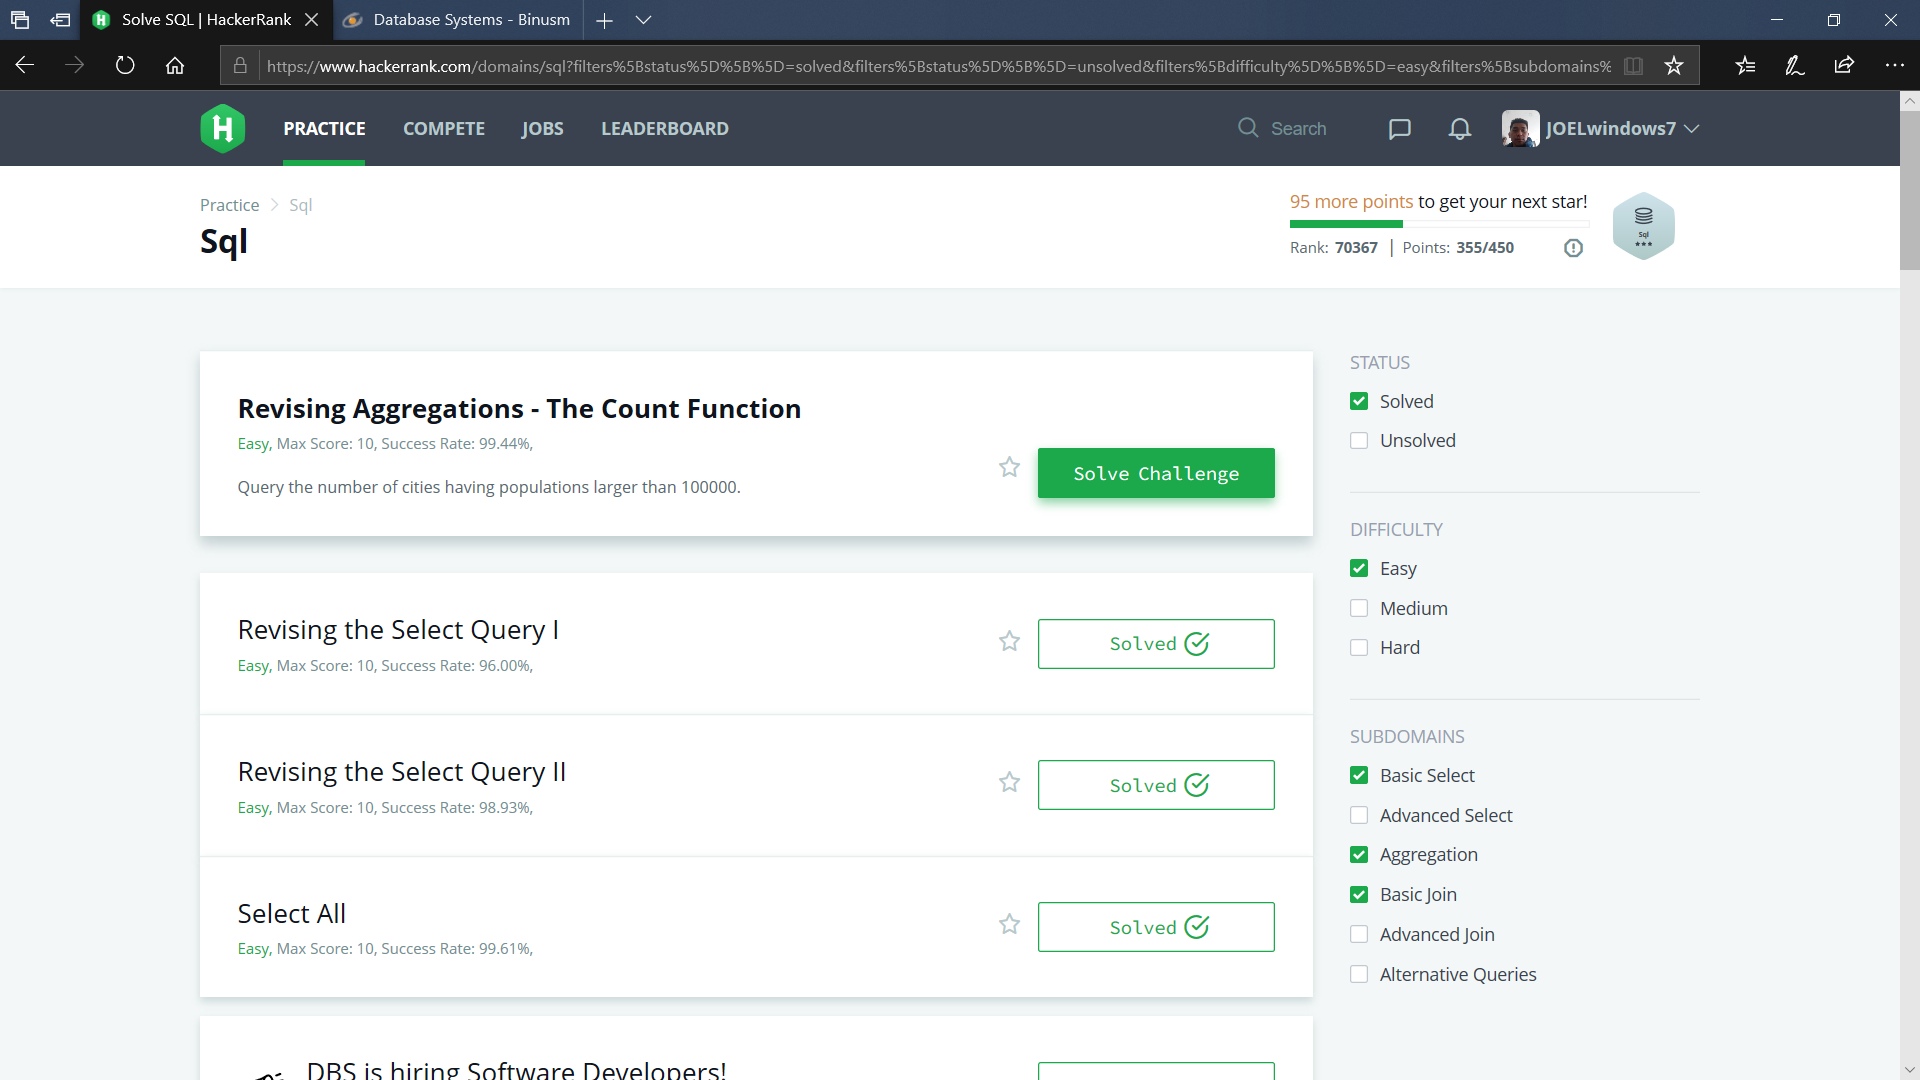 Solve SQL | HackerRank
Database Systems - Binusm
https://www.hackerrank.com/domains/sql?filters%5Bstatus%5D%5B%5D=solved&filters%5Bstatus%5D%5B%5D=unsolved&filters%5Bdifficulty%5D%5B%5D=easy&filters%5Bsubdomains%
H
PRACTICE
COMPETE
JOBS
LEADERBOARD
Search
JOELwindows7
Practice > Sql
Sql
95 more points to get your next star!
Rank: 70367 | Points: 355/450
Sql
Revising Aggregations - The Count Function
Easy, Max Score: 10, Success Rate: 99.44%,
Query the number of cities having populations larger than 100000.
Solve Challenge
Revising the Select Query I
Easy, Max Score: 10, Success Rate: 96.00%,
Solved
Revising the Select Query II
Easy, Max Score: 10, Success Rate: 98.93%,
Solved
Select All
Easy, Max Score: 10, Success Rate: 99.61%,
Solved
DBS is hiring Software Developers!
STATUS
Solved
Unsolved
DIFFICULTY
Easy
Medium
Hard
SUBDOMAINS
Basic Select
Advanced Select
Aggregation
Basic Join
Advanced Join
Alternative Queries